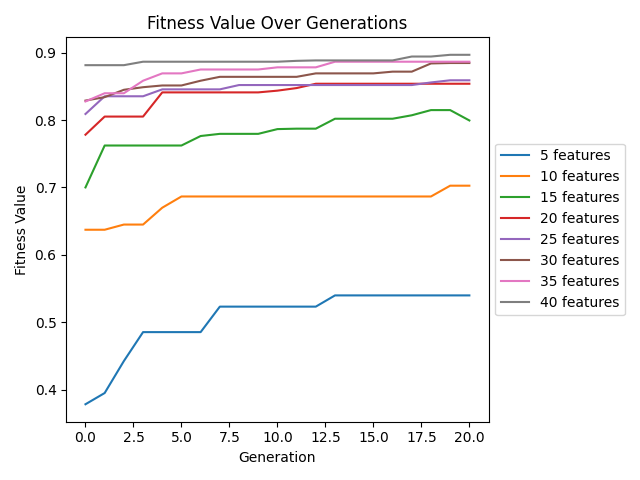 Fitness Value Over Generations
0.9
0.8
0.7
0.6
0.5
0.4
Fitness Value
0.0 2.5 5.0 7.5 10.0 12.5 15.0 17.5 20.0
Generation
5 features
10 features
15 features
20 features
25 features
30 features
35 features
40 features